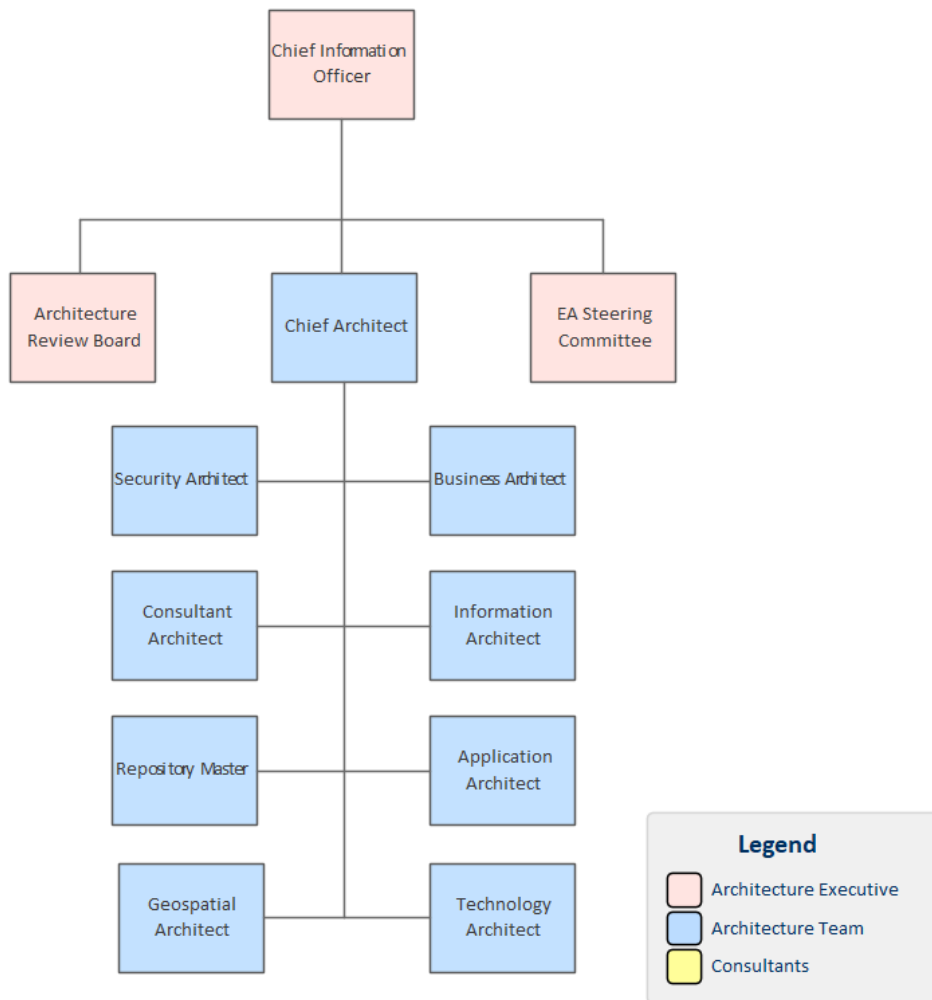 Chief Information
Officer
Architecture
Review Board
Chief Architect
EA Steering
Committee
Security Architect
Business Architect
Consultant
Architect
Information
Architect
Repository Master
Application
Architect
Geospatial
Architect
Technology
Architect
Legend
Architecture Executive
Architecture Team
Consultants